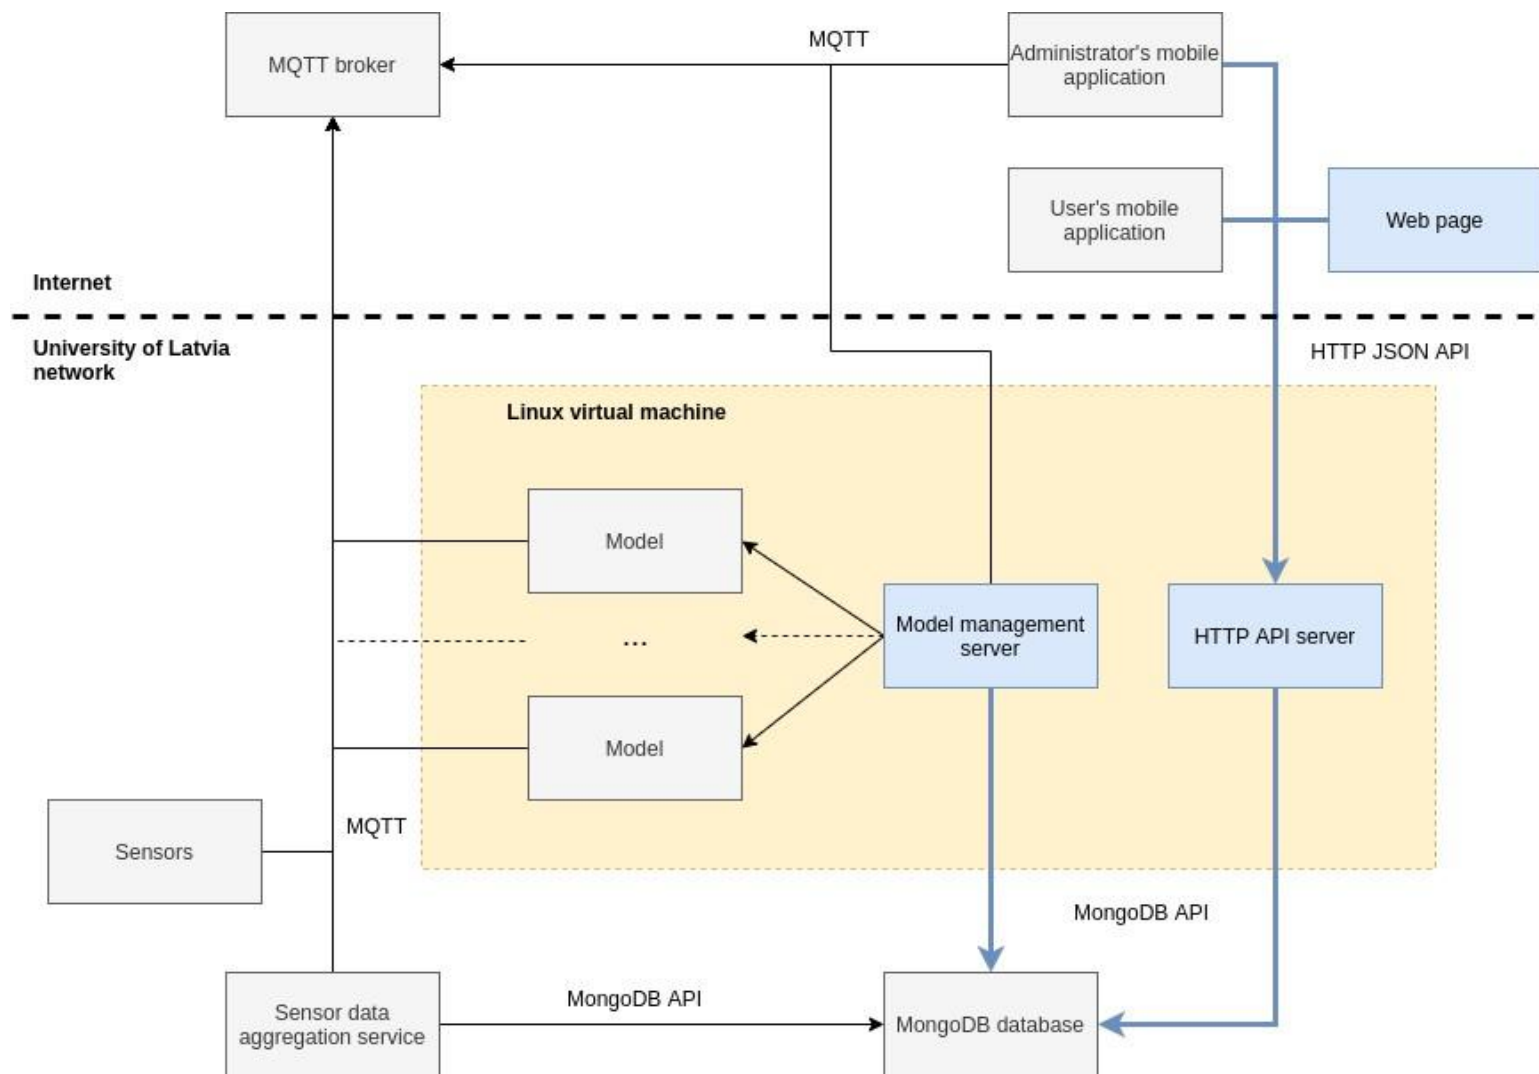 MQTT broker
MQTT
Administrator's mobile
application
User's mobile
application
Web page
Internet
University of Latvia
network
HTTP JSON API
Linux virtual machine
Model
...
Model
Model management
server
HTTP API server
Sensors
MQTT
MongoDB API
Sensor data
aggregation service
MongoDB API
MongoDB database